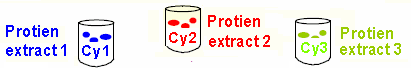 Protien
extract 1
Cy1
Cy2
Protien
extract 2
Cy3
Protien
extract 3